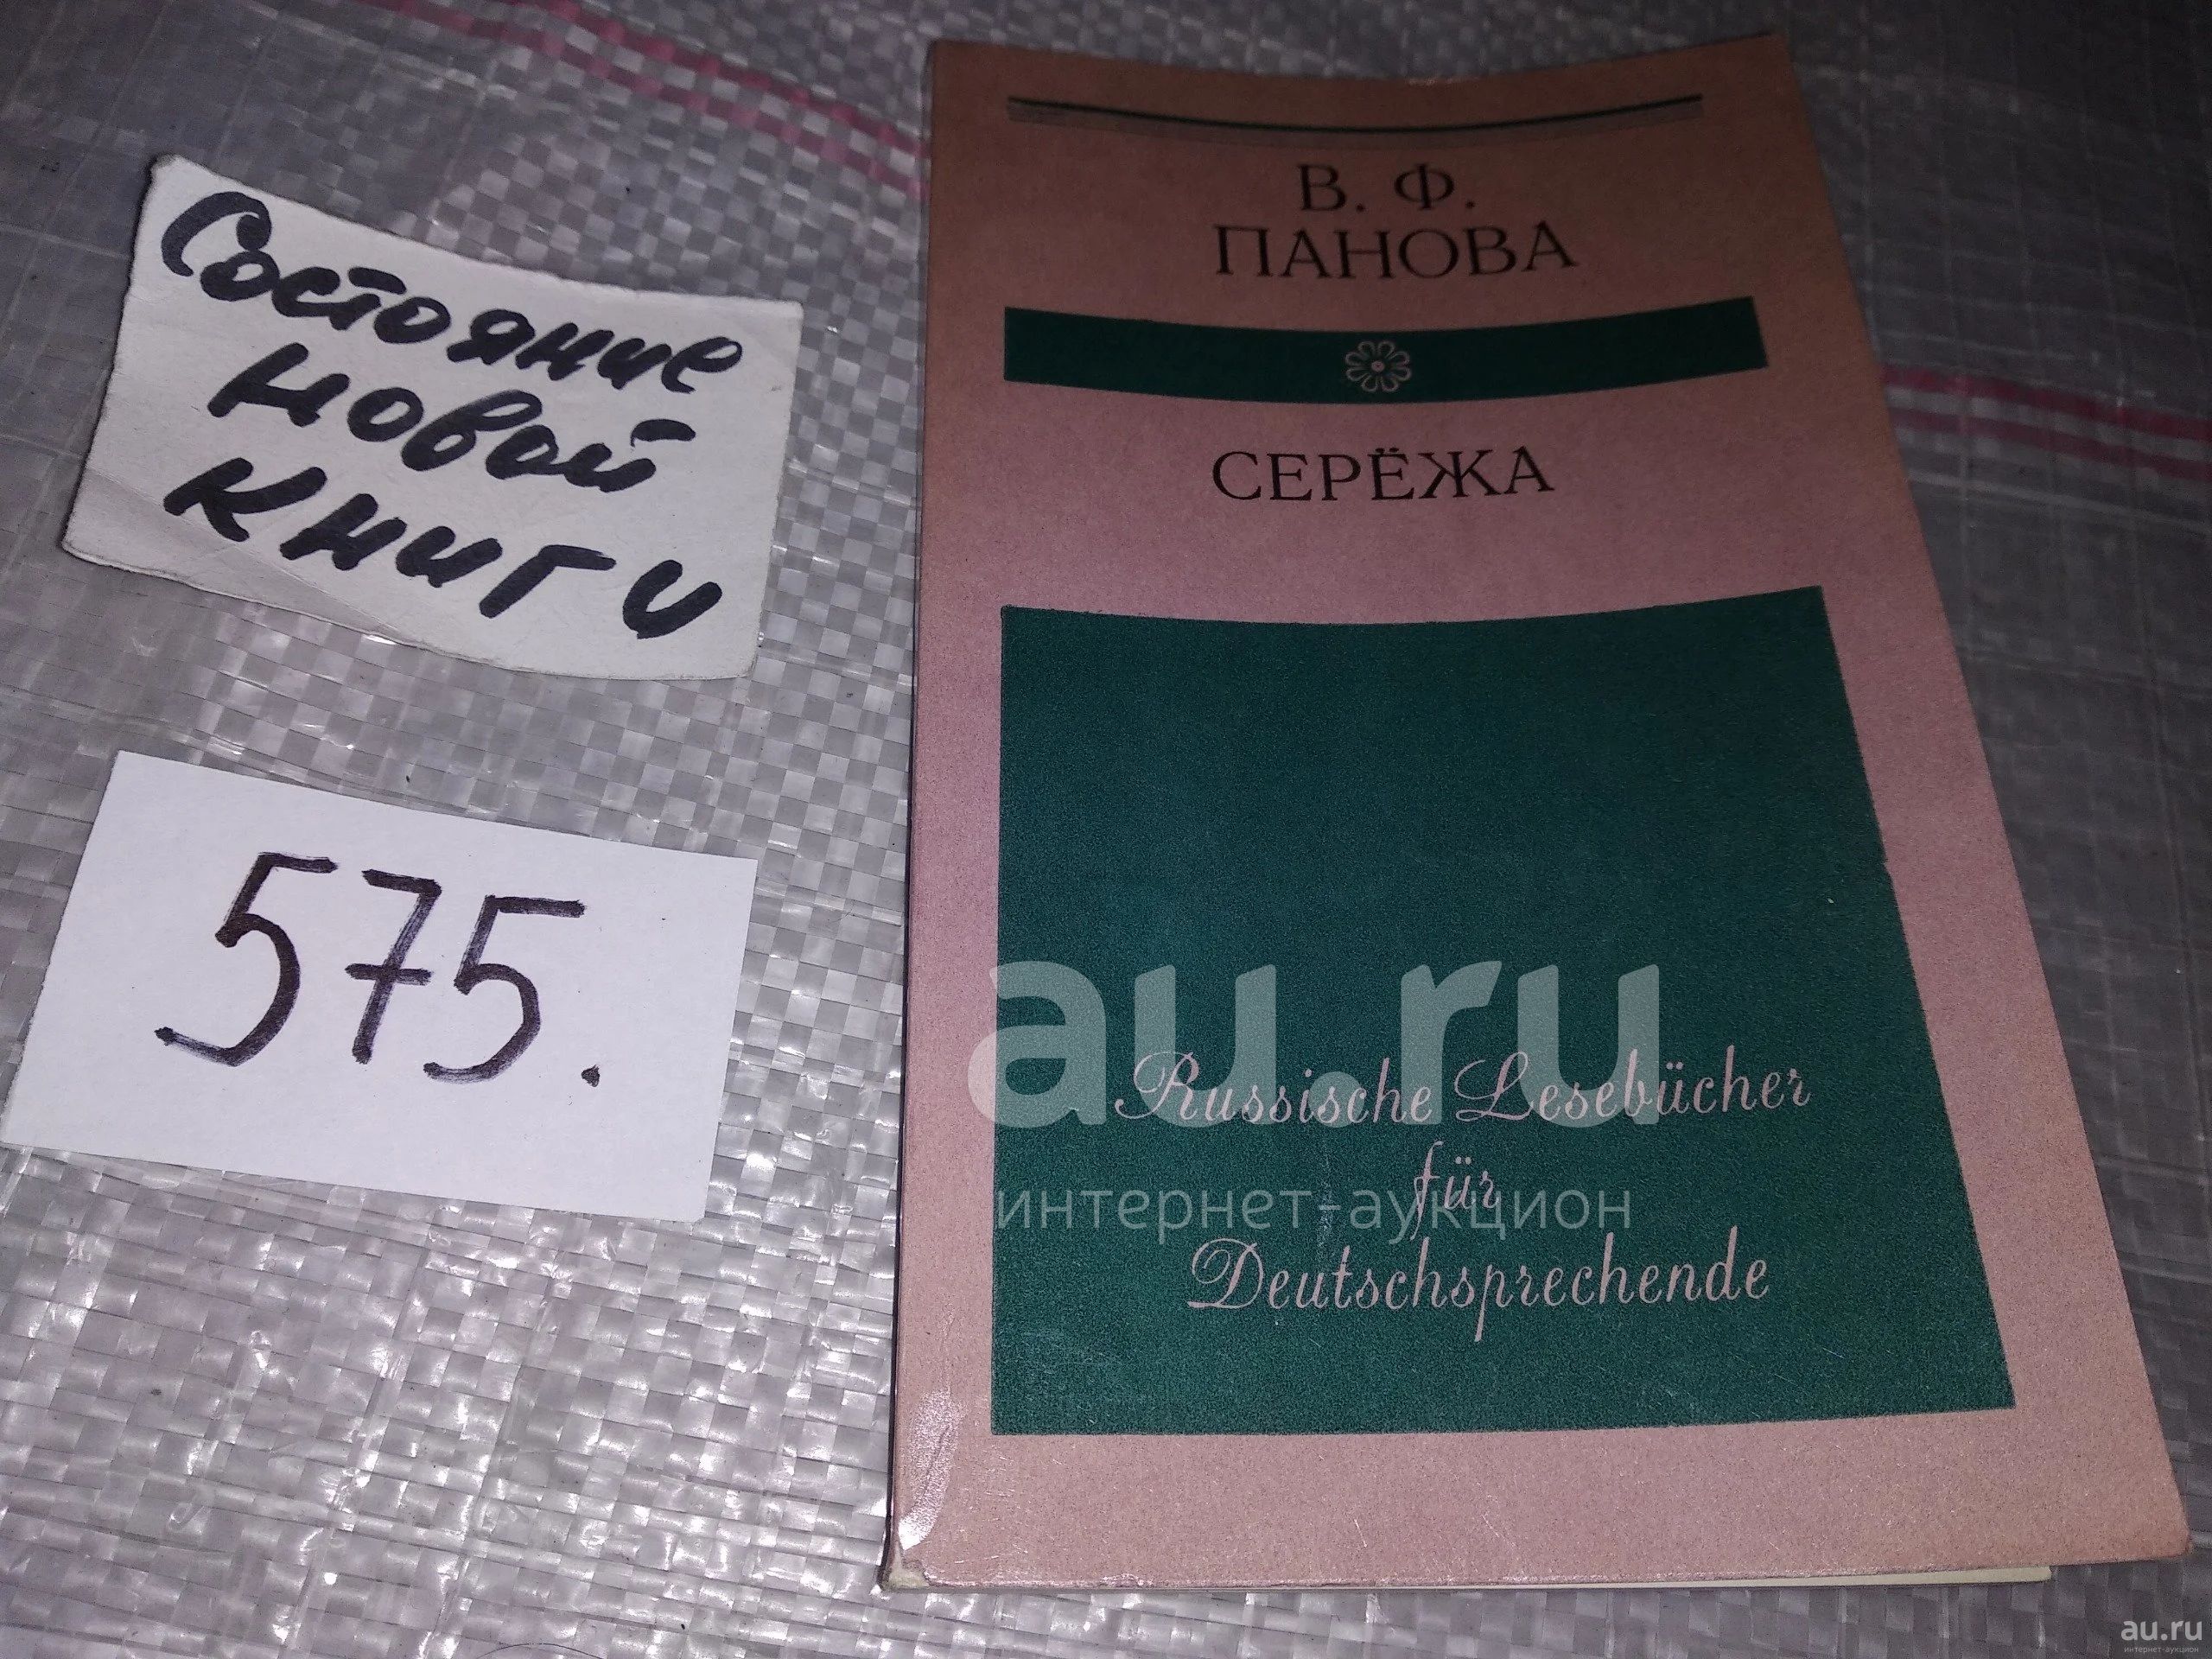 Состояние
новой
книги
575.
В. Ф.
ПАНОВА
СЕРЁЖА
au.ru
Russische Lesebücher
für
интернет-аукцион
Deutschsprechende
au.ru
интернет-аукцион